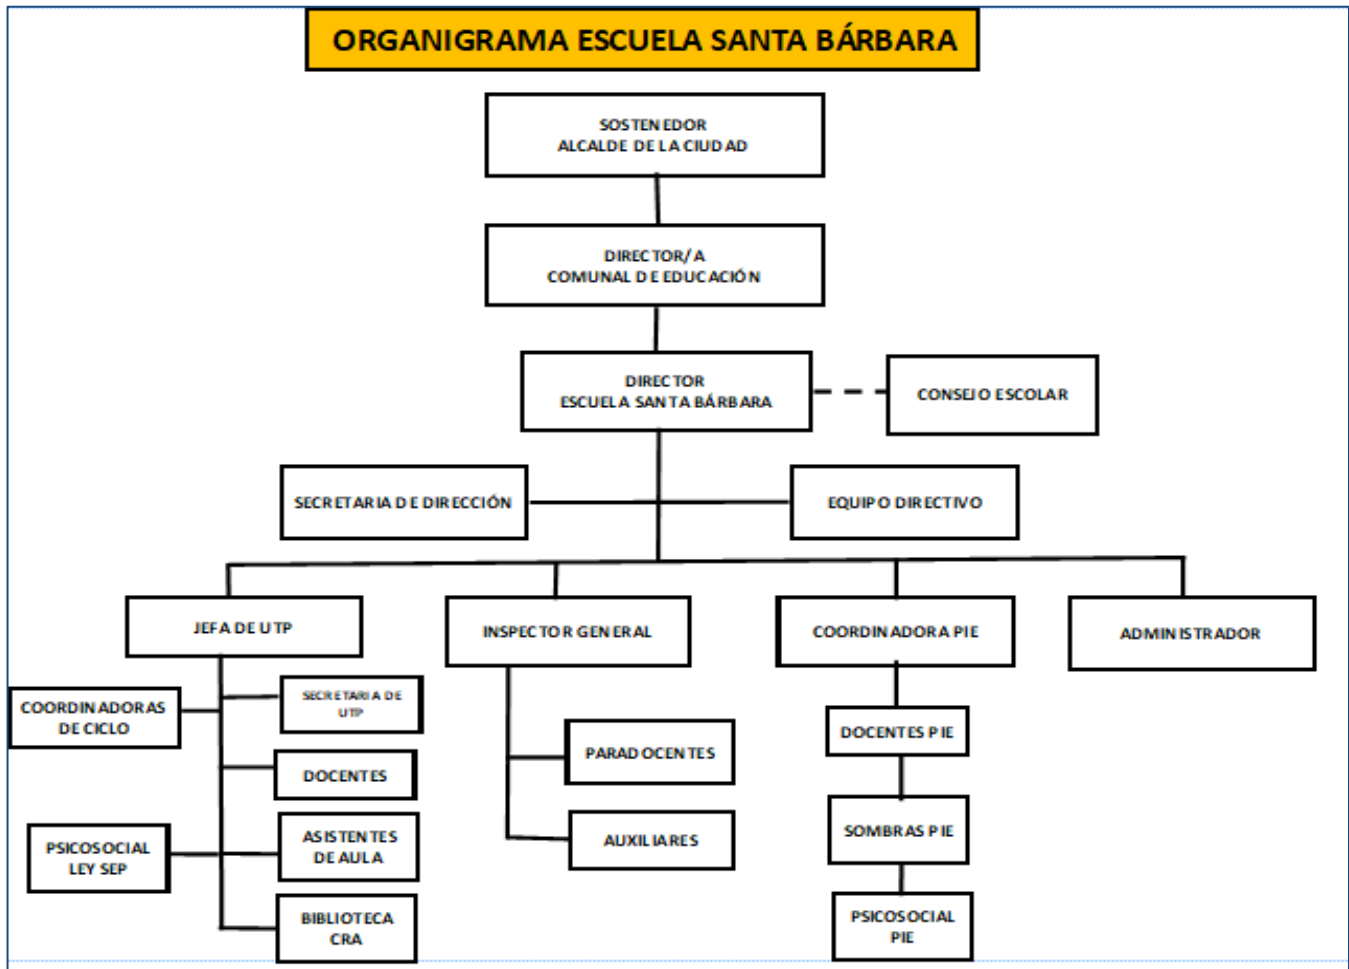 ORGANIGRAMA ESCUELA SANTA BÁRBARA
SOSTENEDOR
ALCALDE DE LA CIUDAD
DIRECTOR/A
COMUNAL DE EDUCACIÓN
DIRECTOR
ESCUELA SANTA BÁRBARA
CONSEJO ESCOLAR
SECRETARIA DE DIRECCIÓN
EQUIPO DIRECTIVO
JEFA DE UTP
INSPECTOR GENERAL
COORDINADORA PIE
ADMINISTRADOR
COORDINADORAS
DE CICLO
SECRETARIA DE
UTP
DOCENTES
PSICOSOCIAL
LEY SEP
ASISTENTES
DE AULA
BIBLIOTECA
CRA
PARADOCENTES
AUXILIARES
DOCENTES PIE
SOMBRAS PIE
PSICOSOCIAL
PIE